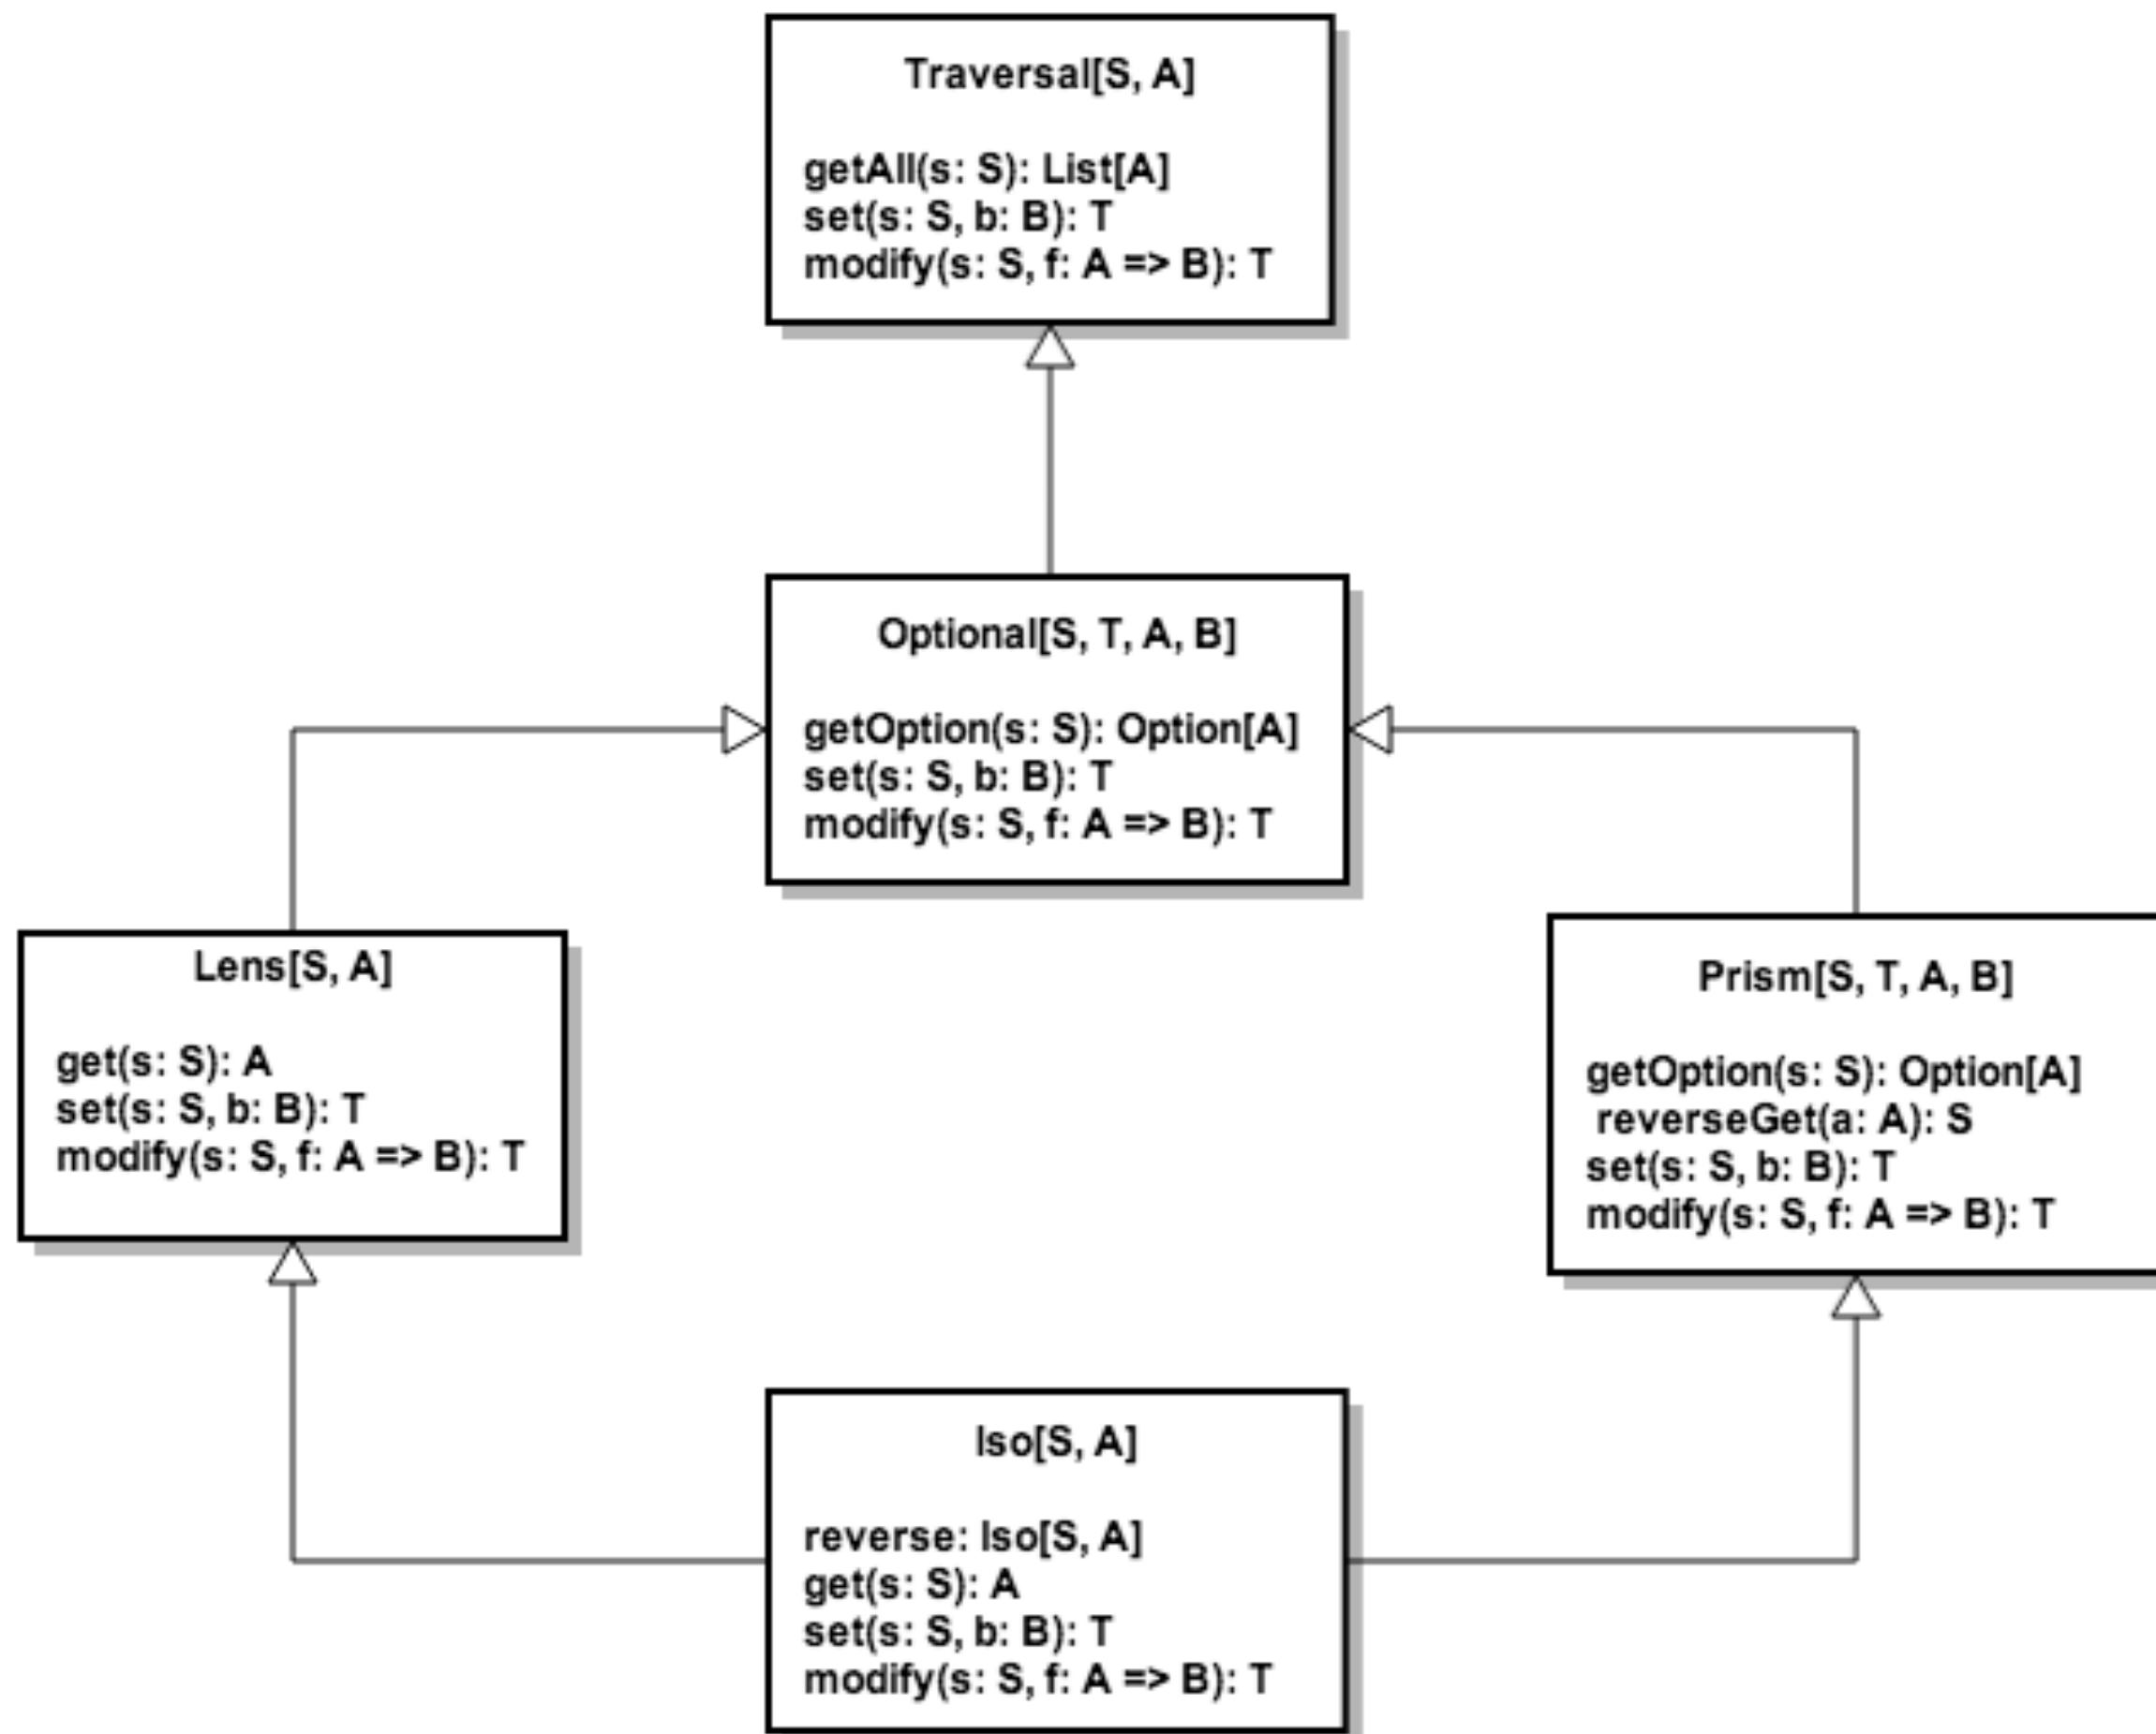 Traversal[S, A]
getAll(s: S): List[A]
set(s: S, b: B): T
modify(s: S, f: A => B): T
Optional[S, T, A, B]
getOption(s: S): Option[A]
set(s: S, b: B): T
modify(s: S, f: A => B): T
Lens[S, A]
get(s: S): A
set(s: S, b: B): T
modify(s: S, f: A => B): T
Prism[S, T, A, B]
getOption(s: S): Option[A]
reverseGet(a: A): S
set(s: S, b: B): T
modify(s: S, f: A => B): T
Iso[S, A]
reverse: Iso[S, A]
get(s: S): A
set(s: S, b: B): T
modify(s: S, f: A => B): T